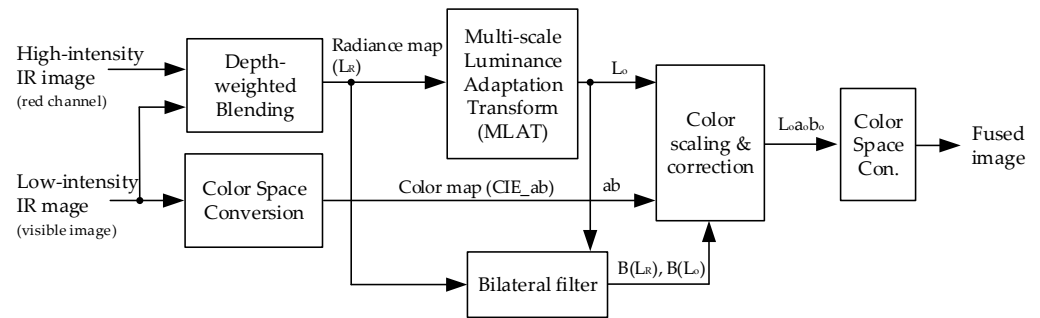 High-intensity
IR image
(red channel)
Depth-
weighted
Blending
Radiance map
(LR)
Multi-scale
Luminance
Adaptation
Transform
(MLAT)
Lo
Color
scaling &
correction
Loaobo
Color
Space
Con.
Fused
image
Low-intensity
IR mage
(visible image)
Color Space
Conversion
Color map (CIE_ab)
ab
Bilateral filter
B(LR), B(Lo)